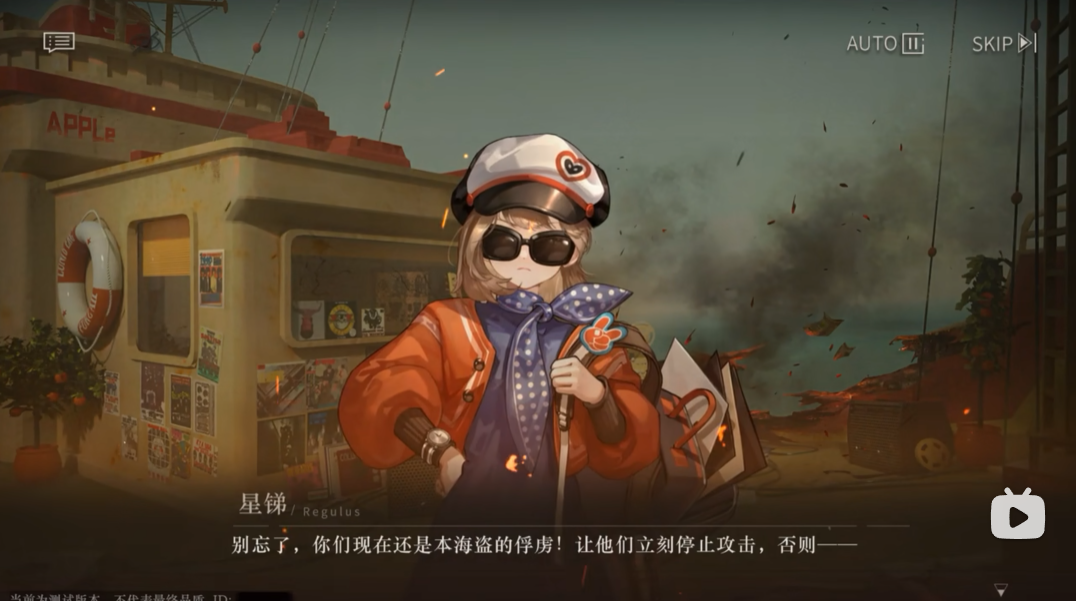 AUTO
SKIP
APPLe
星锑 / Regulus
别忘了，你们现在还是本海盗的俘虏！让他们立刻停止攻击，否则——
当前为测试版本，不代表最终品质 ID: